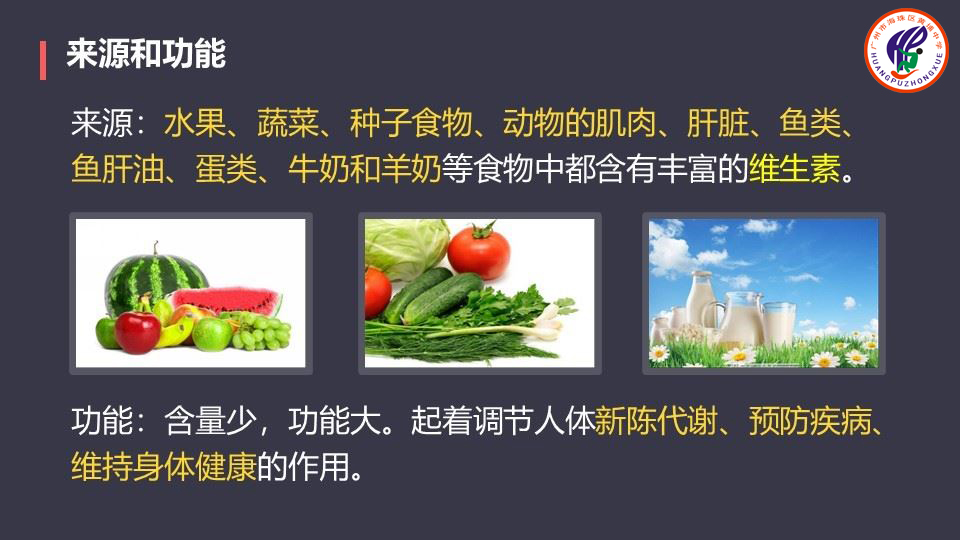 来源和功能
广州市海珠区黄埔中学
HUANGPUZHONGXUE
来源：水果、蔬菜、种子食物、动物的肌肉、肝脏、鱼类、
鱼肝油、蛋类、牛奶和羊奶等食物中都含有丰富的维生素。
功能：含量少，功能大。起着调节人体新陈代谢、预防疾病、
维持身体健康的作用。